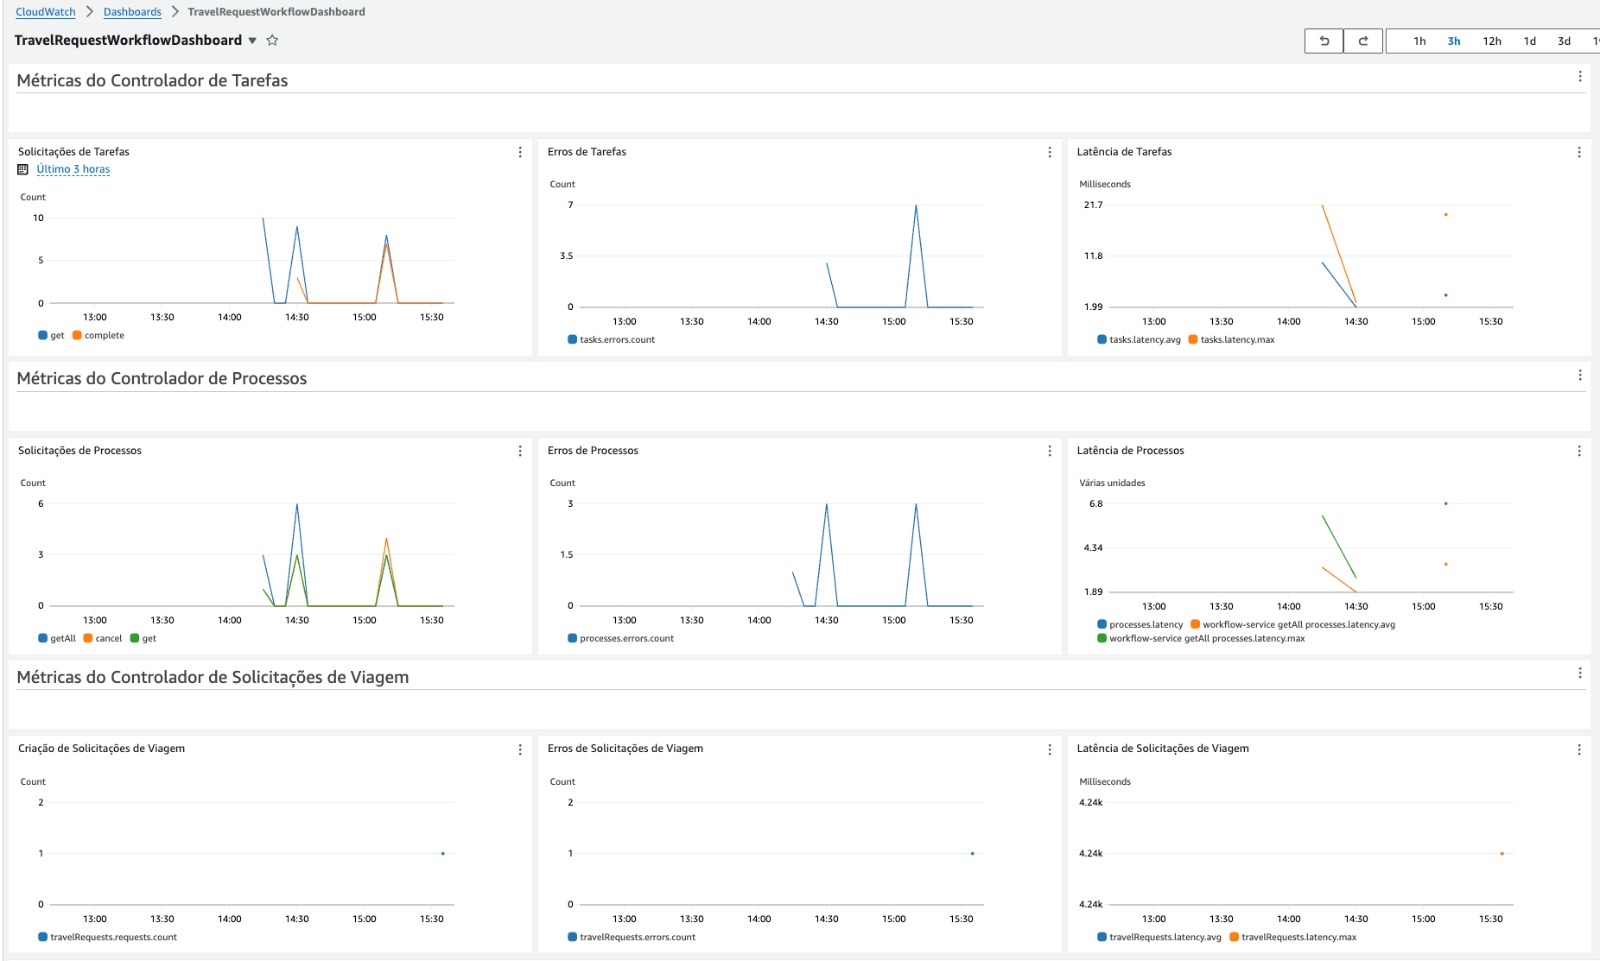 CloudWatch > Dashboards > TravelRequestWorkflowDashboard
TravelRequestWorkflowDashboard
1h 3h 12h 1d 3d
Métricas do Controlador de Tarefas
Solicitações de Tarefas
Último 3 horas
Count
10
5
0
13:00 13:30 14:00 14:30 15:00 15:30
get complete
Erros de Tarefas
Count
7
3.5
0
13:00 13:30 14:00 14:30 15:00 15:30
tasks.errors.count
Latência de Tarefas
Milliseconds
21.7
11.8
1.99
13:00 13:30 14:00 14:30 15:00 15:30
tasks.latency.avg tasks.latency.max
Métricas do Controlador de Processos
Solicitações de Processos
Count
6
3
0
13:00 13:30 14:00 14:30 15:00 15:30
getAll cancel get
Erros de Processos
Count
3
1.5
0
13:00 13:30 14:00 14:30 15:00 15:30
processes.errors.count
Latência de Processos
Várias unidades
6.8
4.34
1.89
13:00 13:30 14:00 14:30 15:00 15:30
processes.latency workflow-service getAll processes.latency.avg
workflow-service getAll processes.latency.max
Métricas do Controlador de Solicitações de Viagem
Criação de Solicitações de Viagem
Count
2
1
0
13:00 13:30 14:00 14:30 15:00 15:30
travelRequests.requests.count
Erros de Solicitações de Viagem
Count
2
1
0
13:00 13:30 14:00 14:30 15:00 15:30
travelRequests.errors.count
Latência de Solicitações de Viagem
Milliseconds
4.24k
4.24k
4.24k
13:00 13:30 14:00 14:30 15:00 15:30
travelRequests.latency.avg travelRequests.latency.max